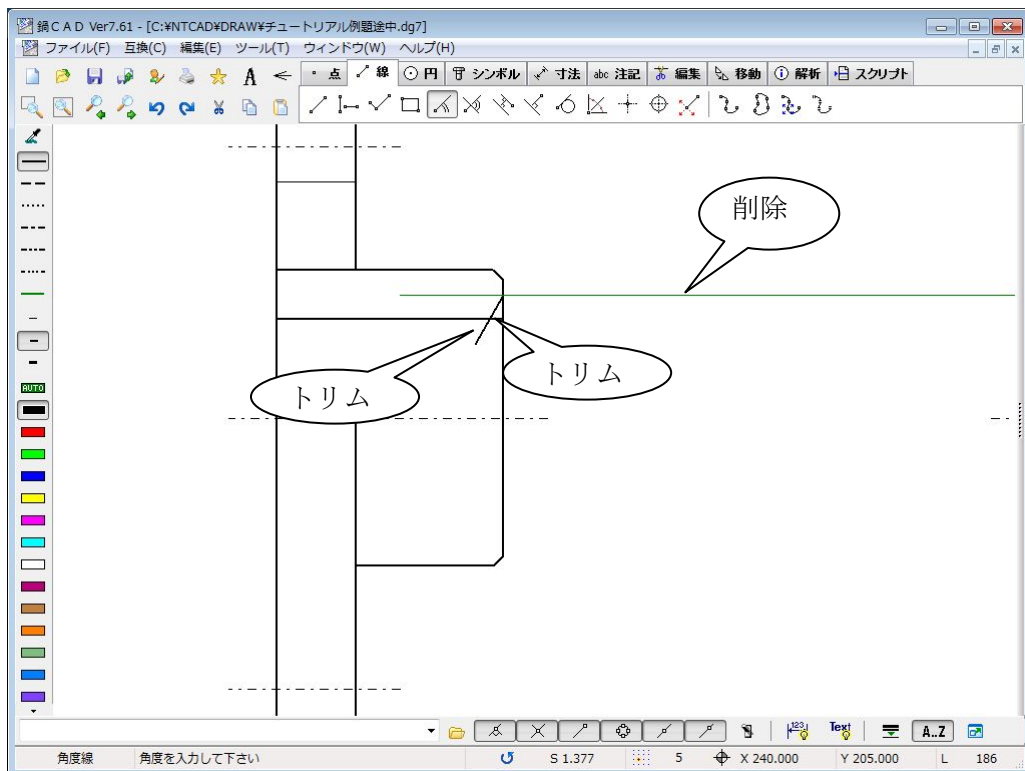 鍋CAD Ver7.61 - [C:¥NTCAD¥DRAW¥チュートリアル例題途中.dg7]
ファイル(F) 互換(C) 編集(E) ツール(T) ウィンドウ(W) ヘルプ(H)
点 線 円 シンボル 寸法 abc 注記 編集 移動 解析 スクリプト
削除
トリム
トリム
AUTO
123 Text A..Z
角度線 角度を入力して下さい S 1.377 5 X 240.000 Y 205.000 L 186